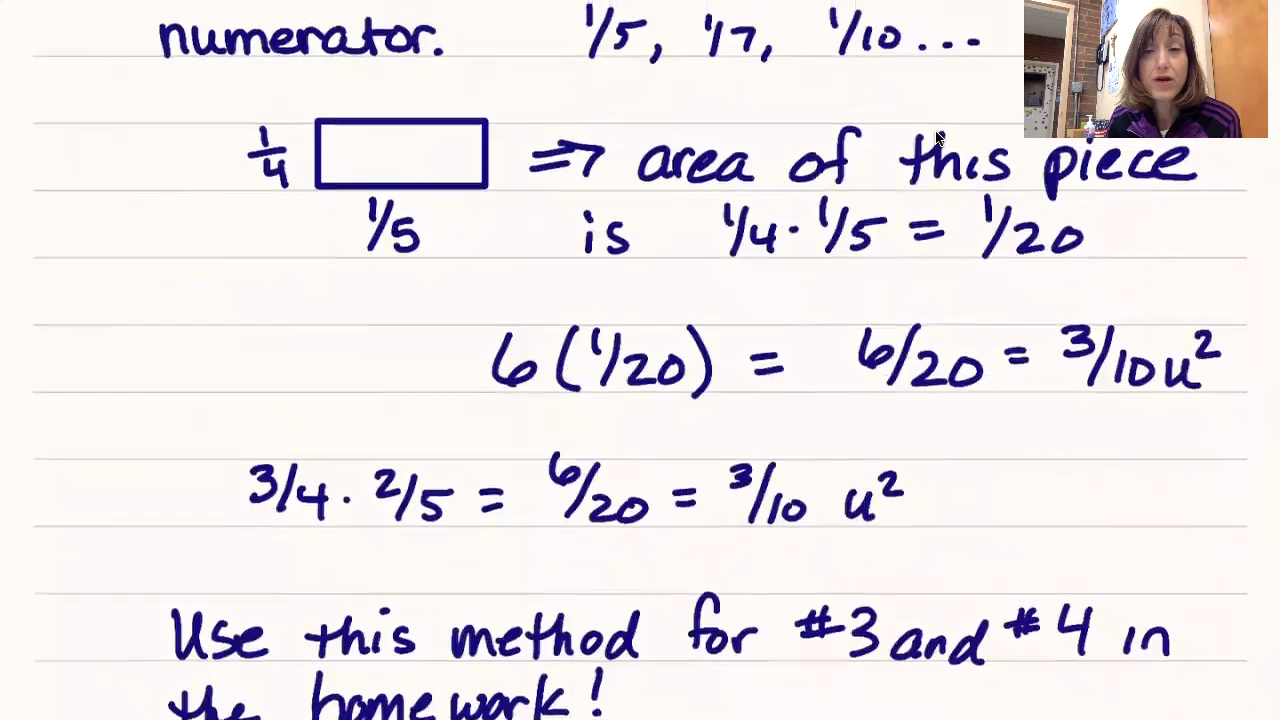 numerator. 1/5, 1/7, 1/10...
1/4 ⇒ area of this piece
1/5 is 1/4 · 1/5 = 1/20
6 (1/20) = 6/20 = 3/10 u²
3/4 · 2/5 = 6/20 = 3/10 u²
Use this method for #3 and #4 in
the homework!